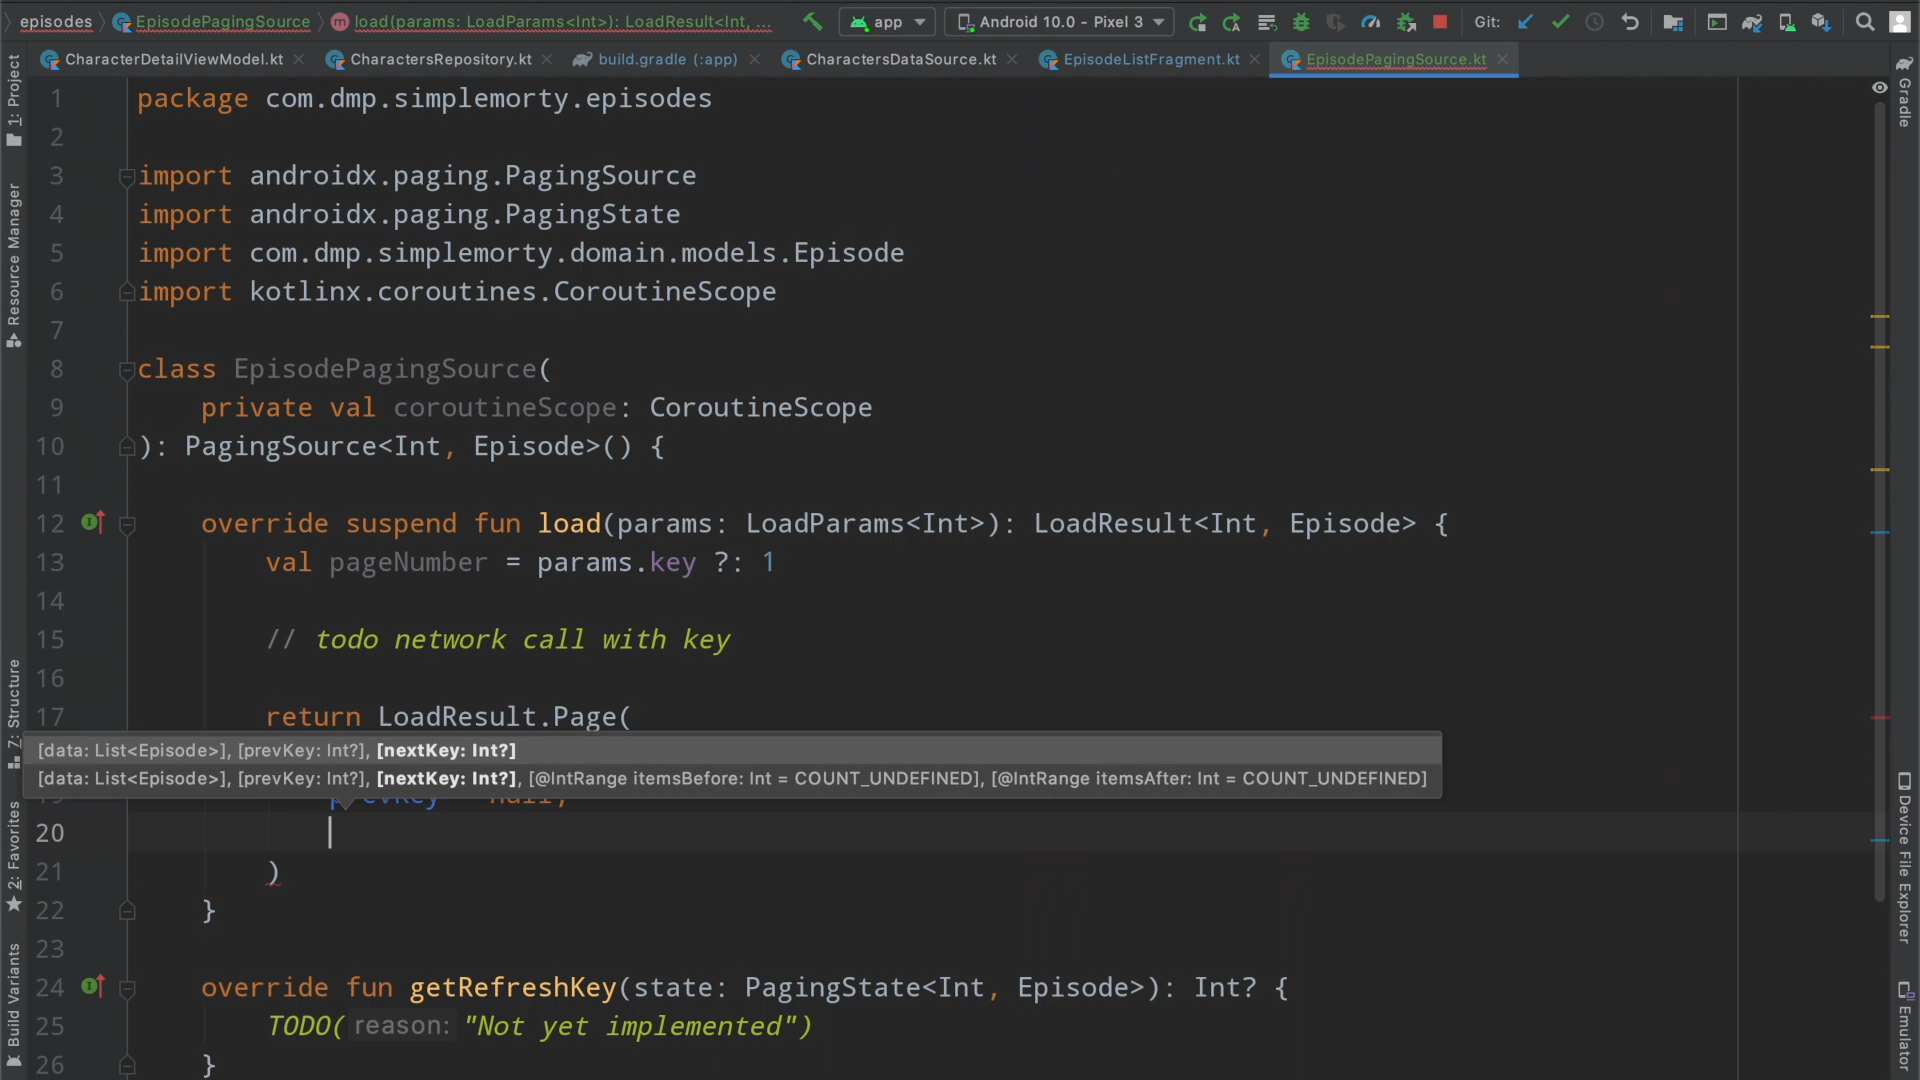 episodes EpisodePagingSource load(params: LoadParams<Int>): LoadResult<Int, ... app Android 10.0 - Pixel 3 Git:
CharacterDetailViewModel.kt CharactersRepository.kt build.gradle (:app) CharactersDataSource.kt EpisodeListFragment.kt EpisodePagingSource.kt
1: Project
Resource Manager
Z: Structure
2: Favorites
Build Variants
1 package com.dmp.simplemorty.episodes
2
3 import androidx.paging.PagingSource
4 import androidx.paging.PagingState
5 import com.dmp.simplemorty.domain.models.Episode
6 import kotlinx.coroutines.CoroutineScope
7
8 class EpisodePagingSource(
9 private val coroutineScope: CoroutineScope
10 ): PagingSource<Int, Episode>() {
11
12 override suspend fun load(params: LoadParams<Int>): LoadResult<Int, Episode> {
13 val pageNumber = params.key ?: 1
14
15 // todo network call with key
16
17 return LoadResult.Page(
[data: List<Episode>], [prevKey: Int?], [nextKey: Int?]
[data: List<Episode>], [prevKey: Int?], [nextKey: Int?], [@IntRange itemsBefore: Int = COUNT_UNDEFINED], [@IntRange itemsAfter: Int = COUNT_UNDEFINED]
19 prevKey = null,
20
21 )
22 }
23
24 override fun getRefreshKey(state: PagingState<Int, Episode>): Int? {
25 TODO( reason: "Not yet implemented")
26 }
Gradle
Device File Explorer
Emulator